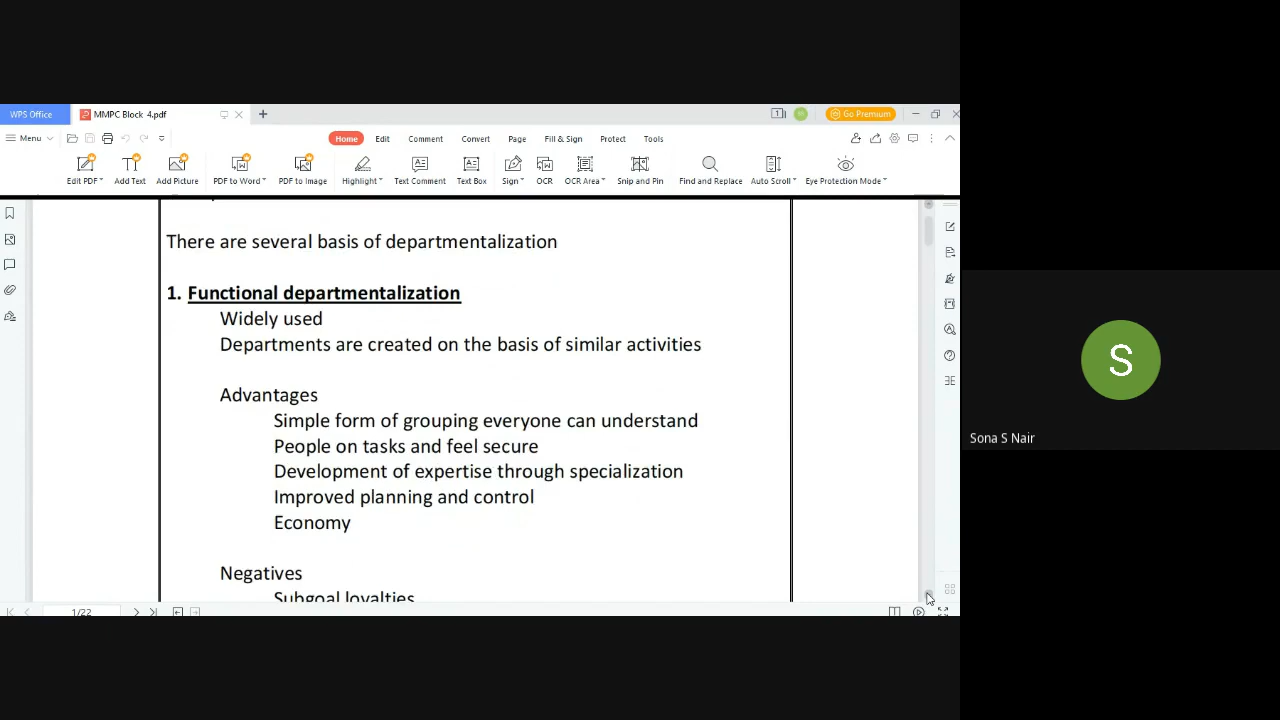 WPS Office
MMPC Block 4.pdf
Go Premium
Menu
Home
Edit
Comment
Convert
Page
Fill & Sign
Protect
Tools
Edit PDF
Add Text
Add Picture
PDF to Word
PDF to Image
Highlight
Text Comment
Text Box
Sign
OCR
OCR Area
Snip and Pin
Find and Replace
Auto Scroll
Eye Protection Mode
There are several basis of departmentalization
1. Functional departmentalization
Widely used
Departments are created on the basis of similar activities
Advantages
Simple form of grouping everyone can understand
People on tasks and feel secure
Development of expertise through specialization
Improved planning and control
Economy
Negatives
Subgoal loyalties
1/22
S
Sona S Nair